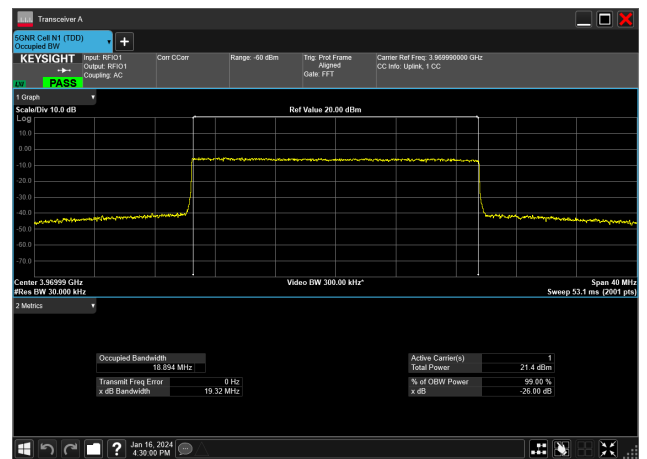 Transceiver A
5GNR Cell N1 (TDD)
Occupied BW
KEYSIGHT
Input: RFIO1
Output: RFIO1
Coupling: AC
Corr CCorr
Range: -60 dBm
Trig: Prot Frame
Aligned
Gate: FFT
Carrier Ref Freq: 3.969990000 GHz
CC Info: Uplink, 1 CC
PASS
1 Graph
Scale/Div 10.0 dB
Ref Value 20.00 dBm
Log
10.0
0.00
-10.0
-20.0
-30.0
-40.0
-50.0
-60.0
-70.0
Center 3.96999 GHz
Video BW 300.00 kHz*
Span 40 MHz
#Res BW 30.000 kHz
Sweep 53.1 ms (2001 pts)
2 Metrics
Occupied Bandwidth
18.894 MHz
Active Carrier(s) 1
Total Power 21.4 dBm
Transmit Freq Error 0 Hz
x dB Bandwidth 19.32 MHz
% of OBW Power 99.00 %
x dB -26.00 dB
?
Jan 16, 2024
4:30:00 PM